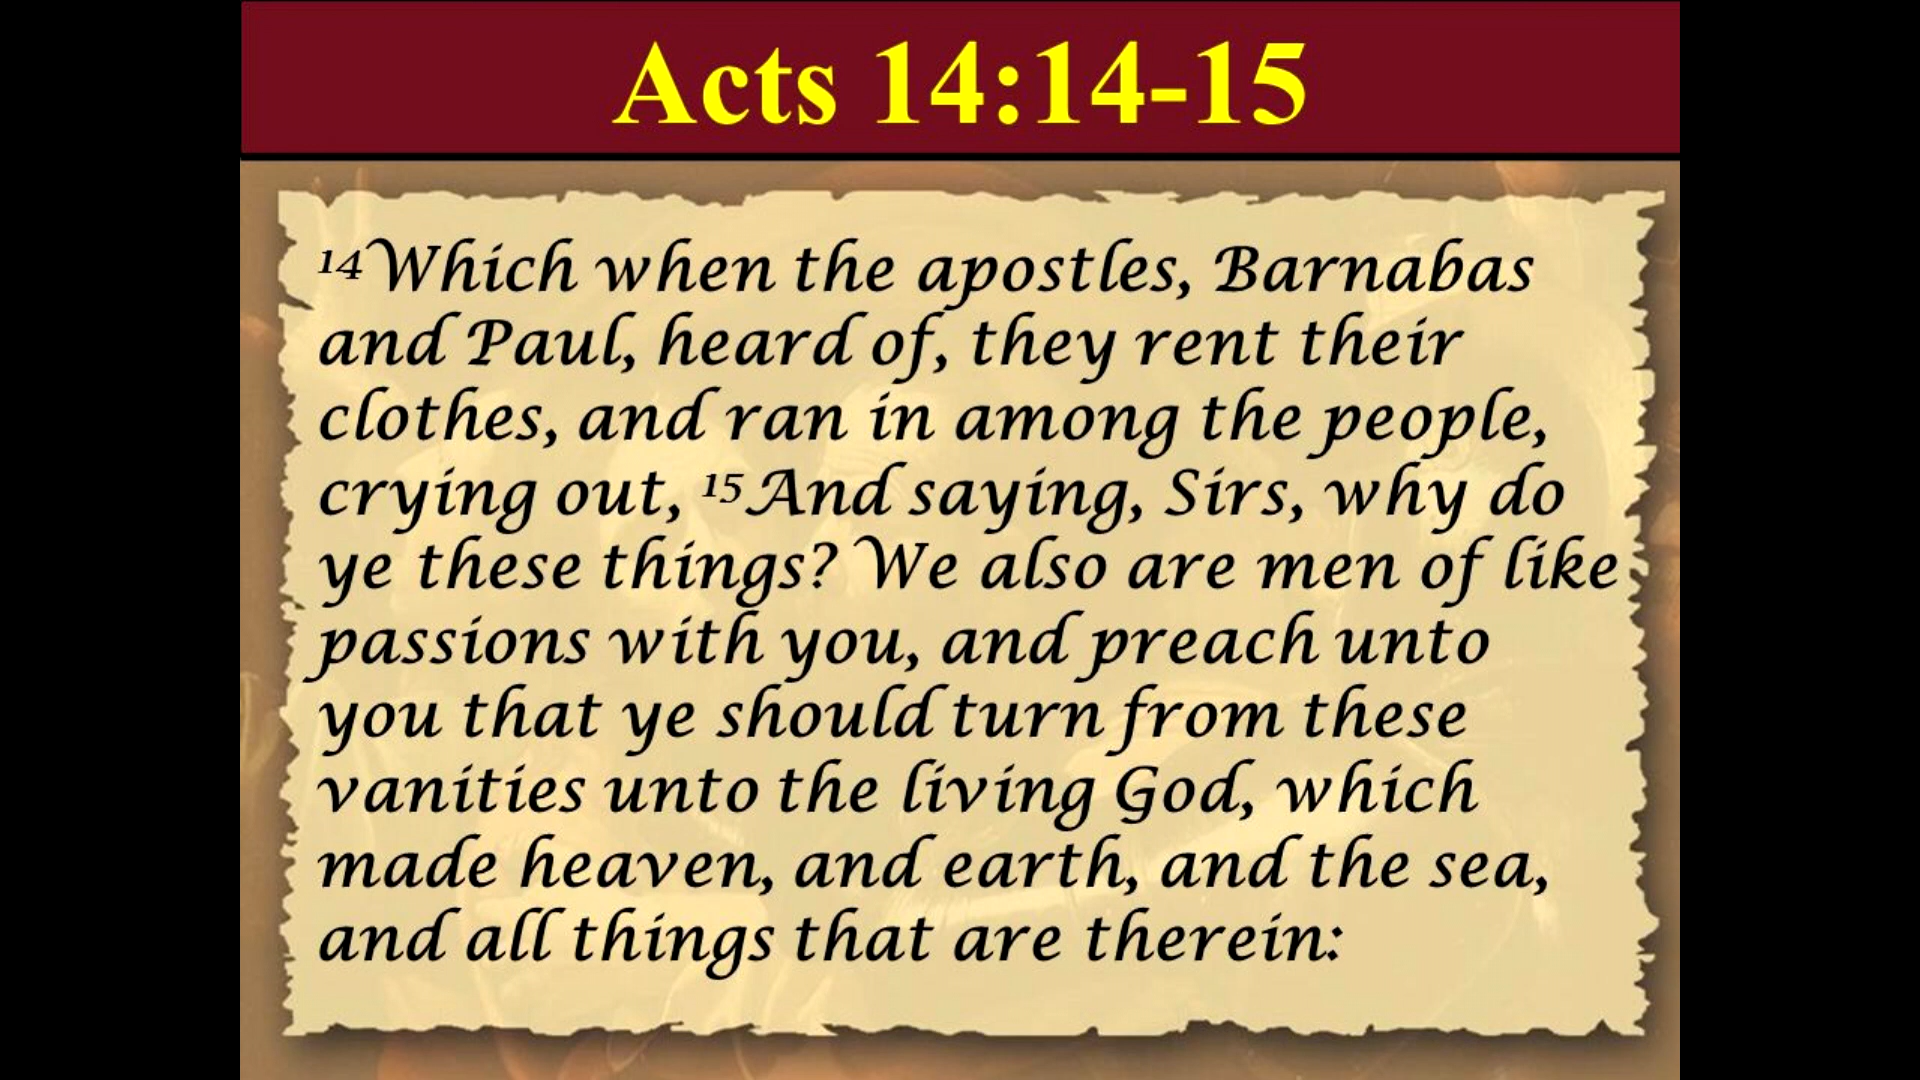 Acts 14:14-15
¹⁴Which when the apostles, Barnabas
and Paul, heard of, they rent their
clothes, and ran in among the people,
crying out, ¹⁵And saying, Sirs, why do
ye these things? We also are men of like
passions with you, and preach unto
you that ye should turn from these
vanities unto the living God, which
made heaven, and earth, and the sea,
and all things that are therein: